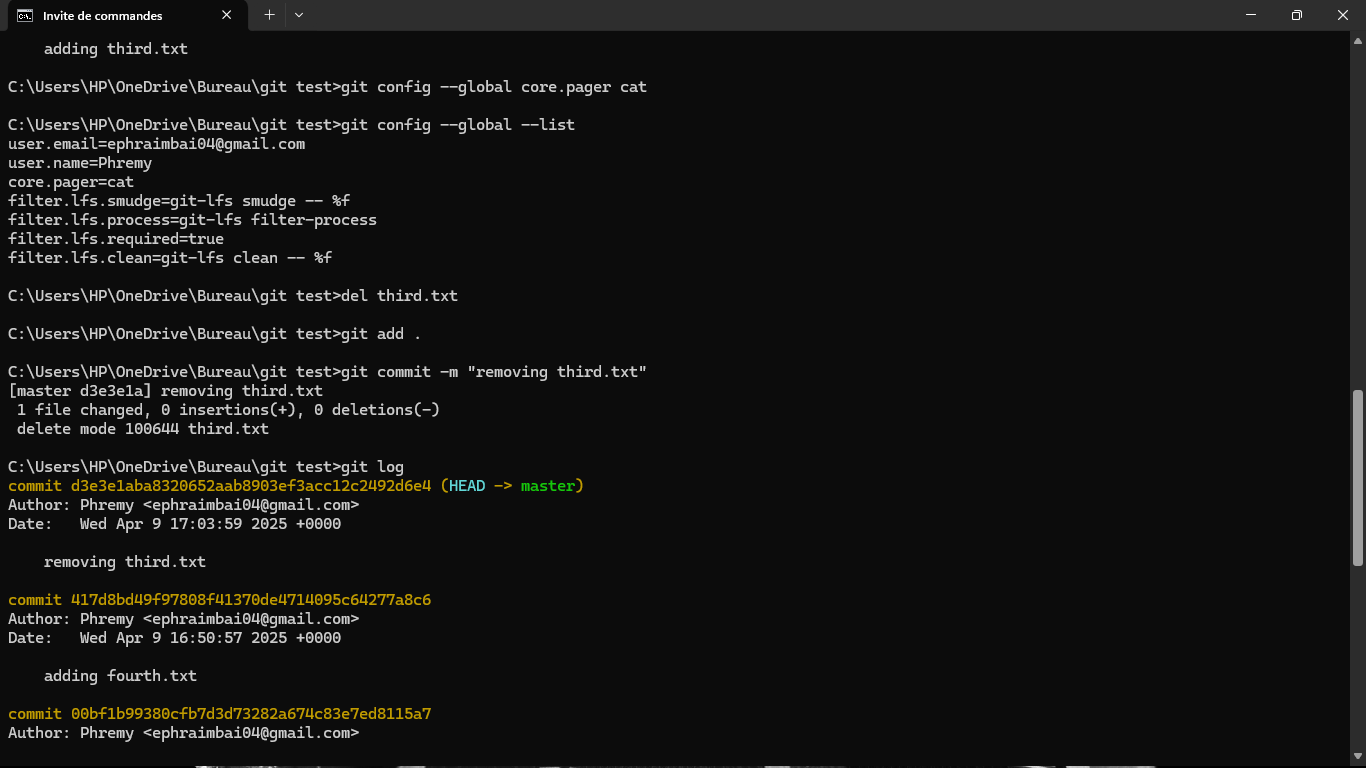 Invite de commandes
adding third.txt
C:\Users\HP\OneDrive\Bureau\git test>git config --global core.pager cat
C:\Users\HP\OneDrive\Bureau\git test>git config --global --list
user.email=ephraimbai04@gmail.com
user.name=Phremy
core.pager=cat
filter.lfs.smudge=git-lfs smudge -- %f
filter.lfs.process=git-lfs filter-process
filter.lfs.required=true
filter.lfs.clean=git-lfs clean -- %f
C:\Users\HP\OneDrive\Bureau\git test>del third.txt
C:\Users\HP\OneDrive\Bureau\git test>git add .
C:\Users\HP\OneDrive\Bureau\git test>git commit -m "removing third.txt"
[master d3e3e1a] removing third.txt
1 file changed, 0 insertions(+), 0 deletions(-)
delete mode 100644 third.txt
C:\Users\HP\OneDrive\Bureau\git test>git log
commit d3e3e1aba8320652aab8903ef3acc12c2492d6e4 (HEAD -> master)
Author: Phremy <ephraimbai04@gmail.com>
Date:   Wed Apr 9 17:03:59 2025 +0000
removing third.txt
commit 417d8bd49f97808f41370de4714095c64277a8c6
Author: Phremy <ephraimbai04@gmail.com>
Date:   Wed Apr 9 16:50:57 2025 +0000
adding fourth.txt
commit 00bf1b99380cfb7d3d73282a674c83e7ed8115a7
Author: Phremy <ephraimbai04@gmail.com>